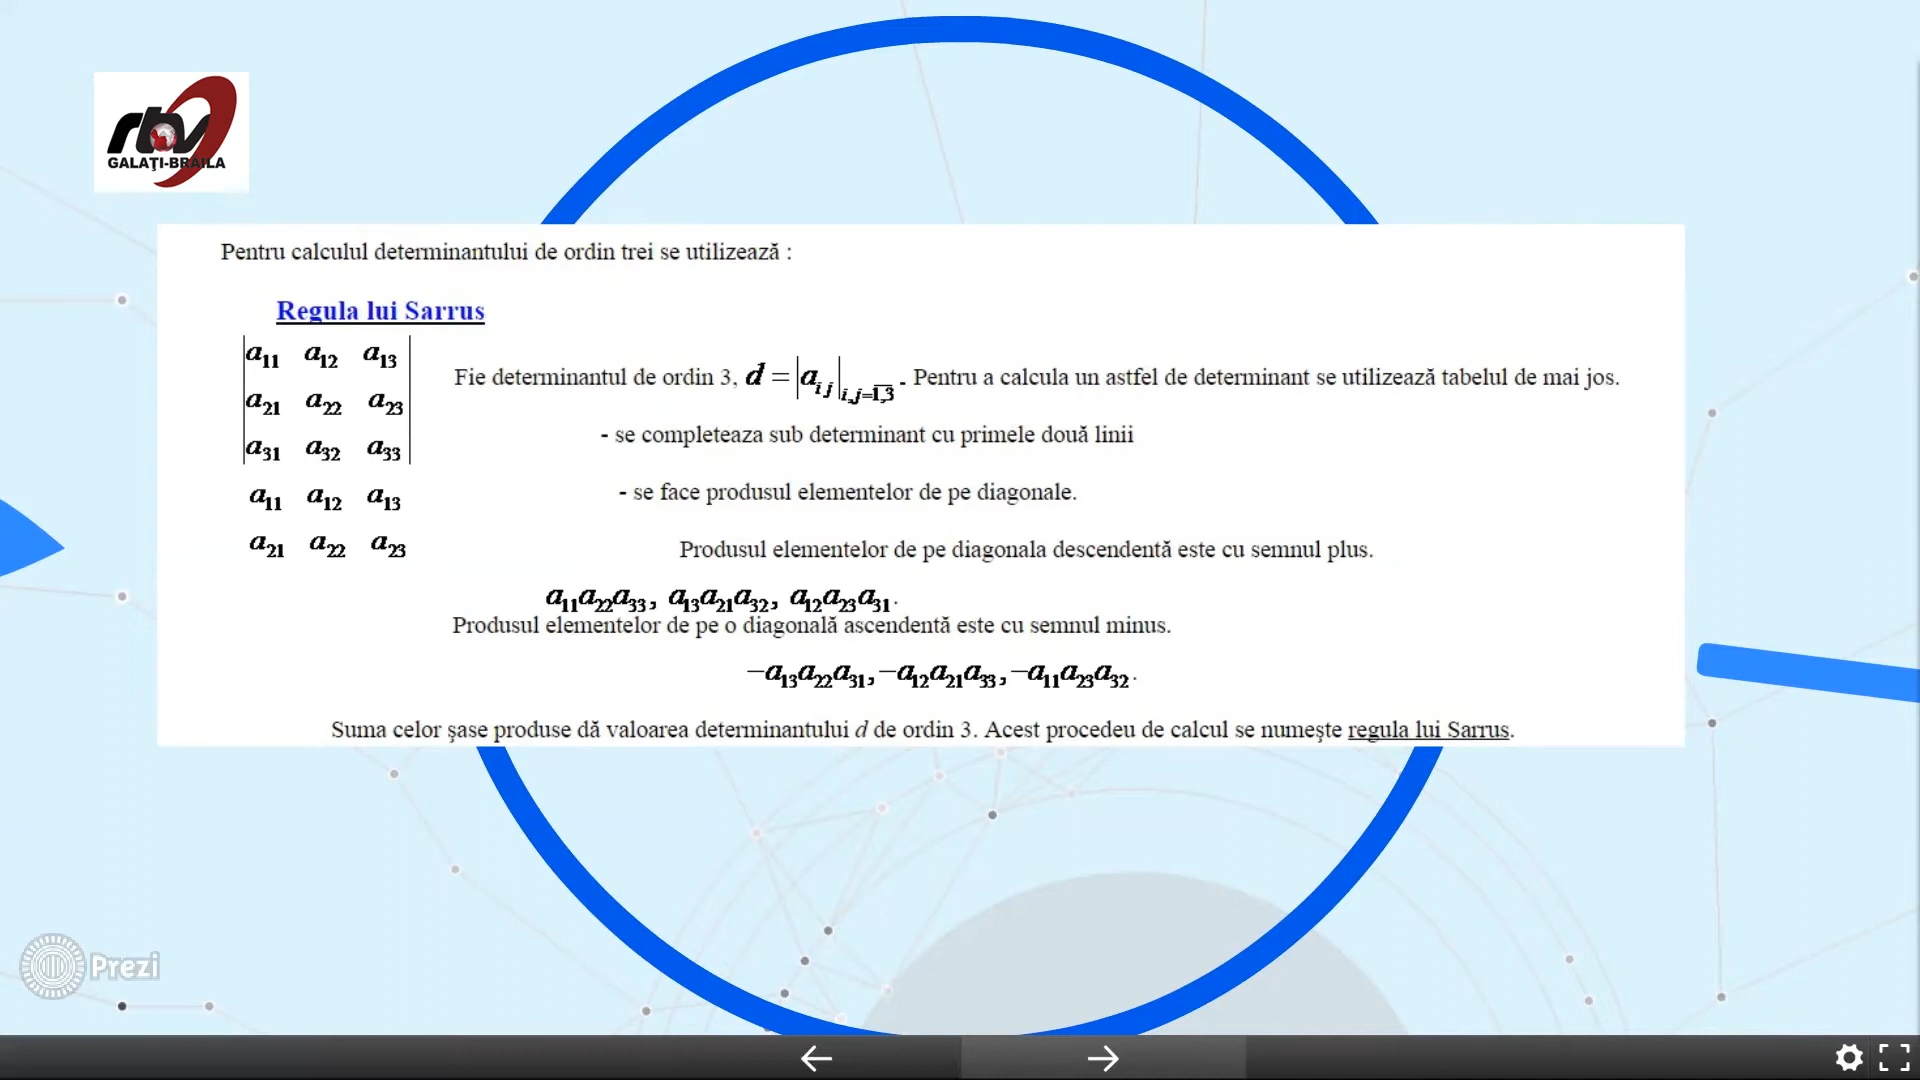 rtv
GALAŢI-BRĂILA
Pentru calculul determinantului de ordin trei se utilizează :
Regula lui Sarrus
a11 a12 a13
a21 a22 a23
a31 a32 a33
a11 a12 a13
a21 a22 a23
Fie determinantul de ordin 3, d = |aij|i,j=1,3 . Pentru a calcula un astfel de determinant se utilizează tabelul de mai jos.
- se completeaza sub determinant cu primele două linii
- se face produsul elementelor de pe diagonale.
Produsul elementelor de pe diagonala descendentă este cu semnul plus.
a11a22a33, a13a21a32, a12a23a31.
Produsul elementelor de pe o diagonală ascendentă este cu semnul minus.
−a13a22a31, −a12a21a33, −a11a23a32.
Suma celor şase produse dă valoarea determinantului d de ordin 3. Acest procedeu de calcul se numeşte regula lui Sarrus.
Prezi